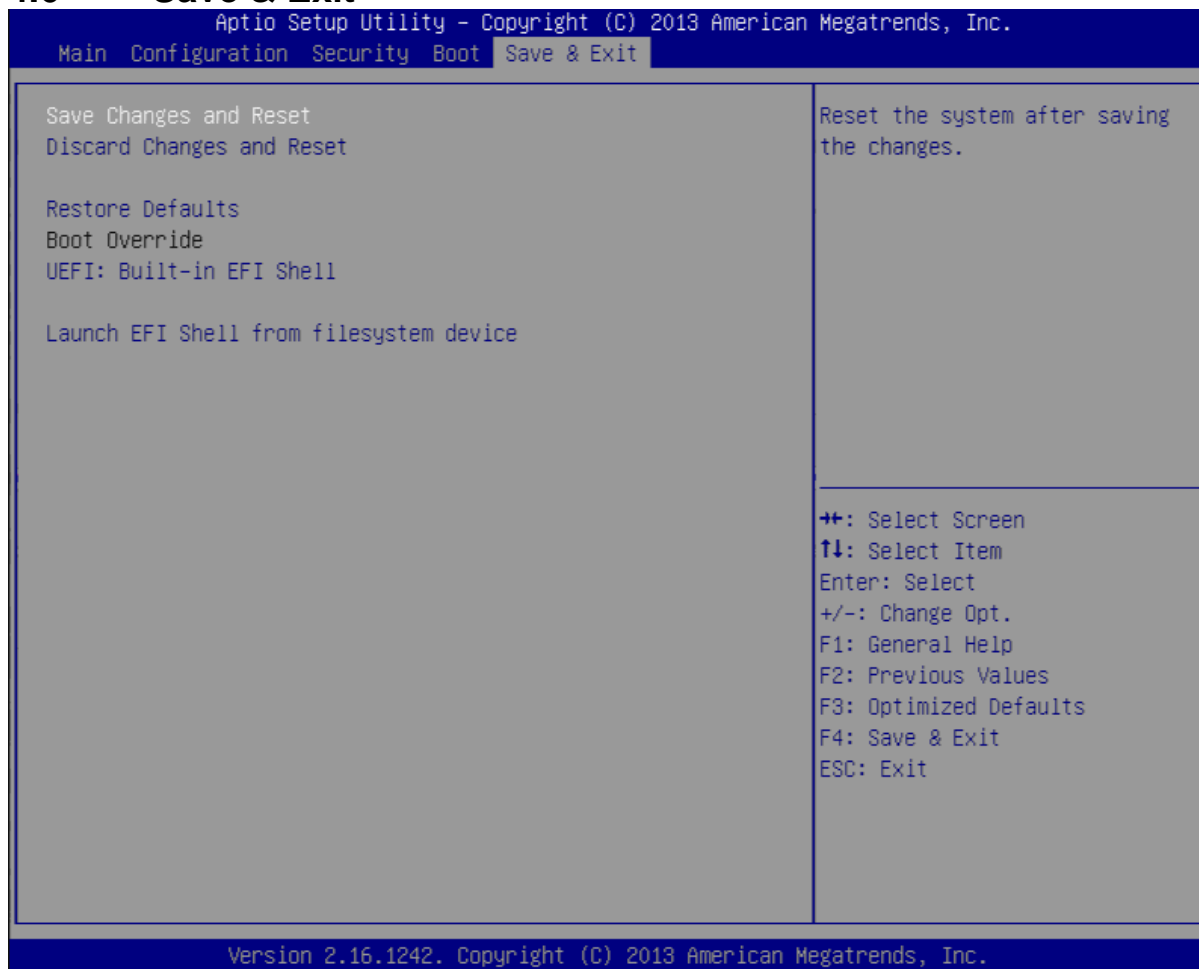 Save & Exit
Aptio Setup Utility – Copyright (C) 2013 American Megatrends, Inc.
Main Configuration Security Boot Save & Exit
Save Changes and Reset
Discard Changes and Reset
Restore Defaults
Boot Override
UEFI: Built-in EFI Shell
Launch EFI Shell from filesystem device
Reset the system after saving
the changes.
→←: Select Screen
↑↓: Select Item
Enter: Select
+/-: Change Opt.
F1: General Help
F2: Previous Values
F3: Optimized Defaults
F4: Save & Exit
ESC: Exit
Version 2.16.1242. Copyright (C) 2013 American Megatrends, Inc.